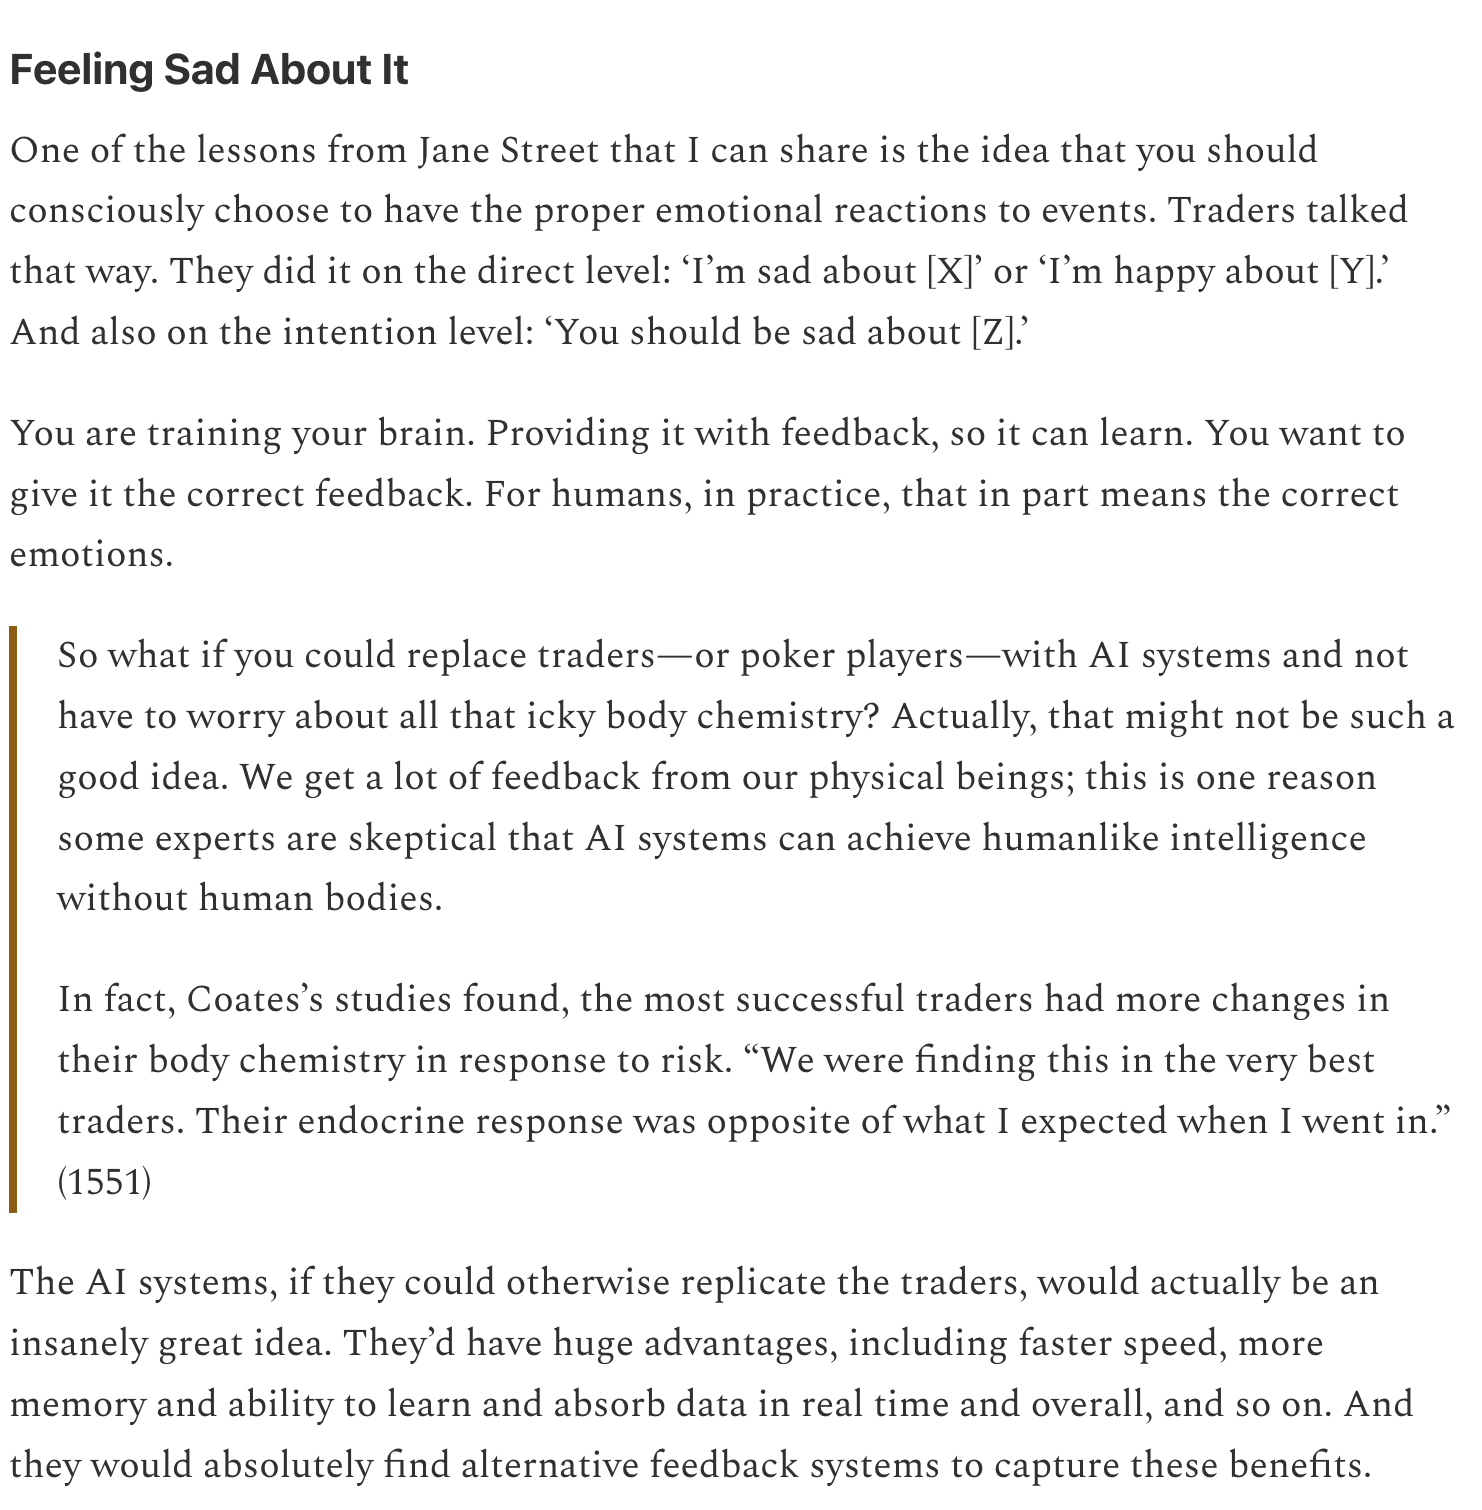 Feeling Sad About It
One of the lessons from Jane Street that I can share is the idea that you should
consciously choose to have the proper emotional reactions to events. Traders talked
that way. They did it on the direct level: ‘I’m sad about [X]’ or ‘I’m happy about [Y].’
And also on the intention level: ‘You should be sad about [Z].’
You are training your brain. Providing it with feedback, so it can learn. You want to
give it the correct feedback. For humans, in practice, that in part means the correct
emotions.
So what if you could replace traders—or poker players—with AI systems and not
have to worry about all that icky body chemistry? Actually, that might not be such a
good idea. We get a lot of feedback from our physical beings; this is one reason
some experts are skeptical that AI systems can achieve humanlike intelligence
without human bodies.
In fact, Coates’s studies found, the most successful traders had more changes in
their body chemistry in response to risk. “We were finding this in the very best
traders. Their endocrine response was opposite of what I expected when I went in.”
(1551)
The AI systems, if they could otherwise replicate the traders, would actually be an
insanely great idea. They’d have huge advantages, including faster speed, more
memory and ability to learn and absorb data in real time and overall, and so on. And
they would absolutely find alternative feedback systems to capture these benefits.